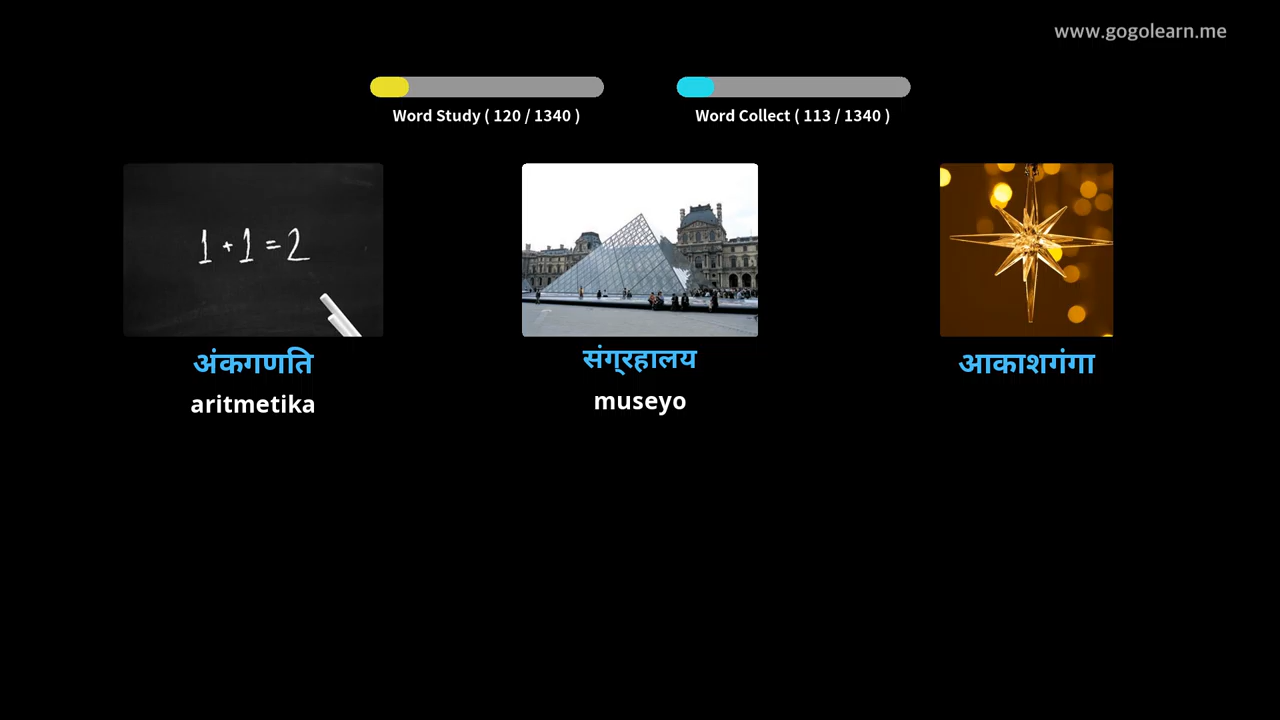 www.gogolearn.me
Word Study ( 120 / 1340 )
Word Collect ( 113 / 1340 )
1 + 1 = 2
अंकगणति
aritmetika
संग्रहालय
museyo
आकाशगंगा